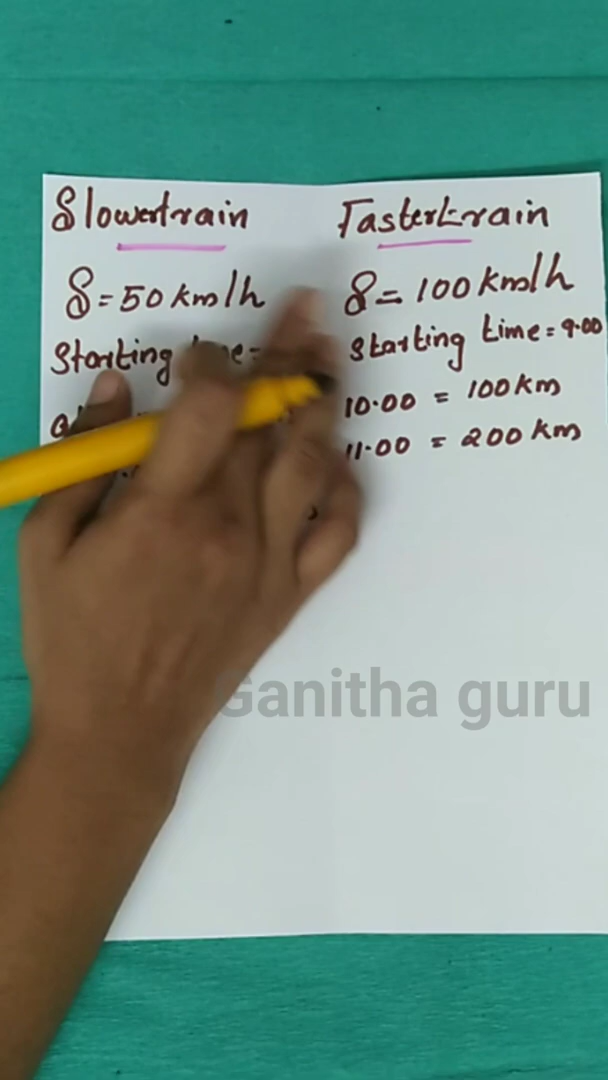 Slowertrain
Fastertrain
S = 50 km/h
S = 100 km/h
Starting
Starting time = 9.00
10.00 = 100 km
11.00 = 200 km
Ganitha guru